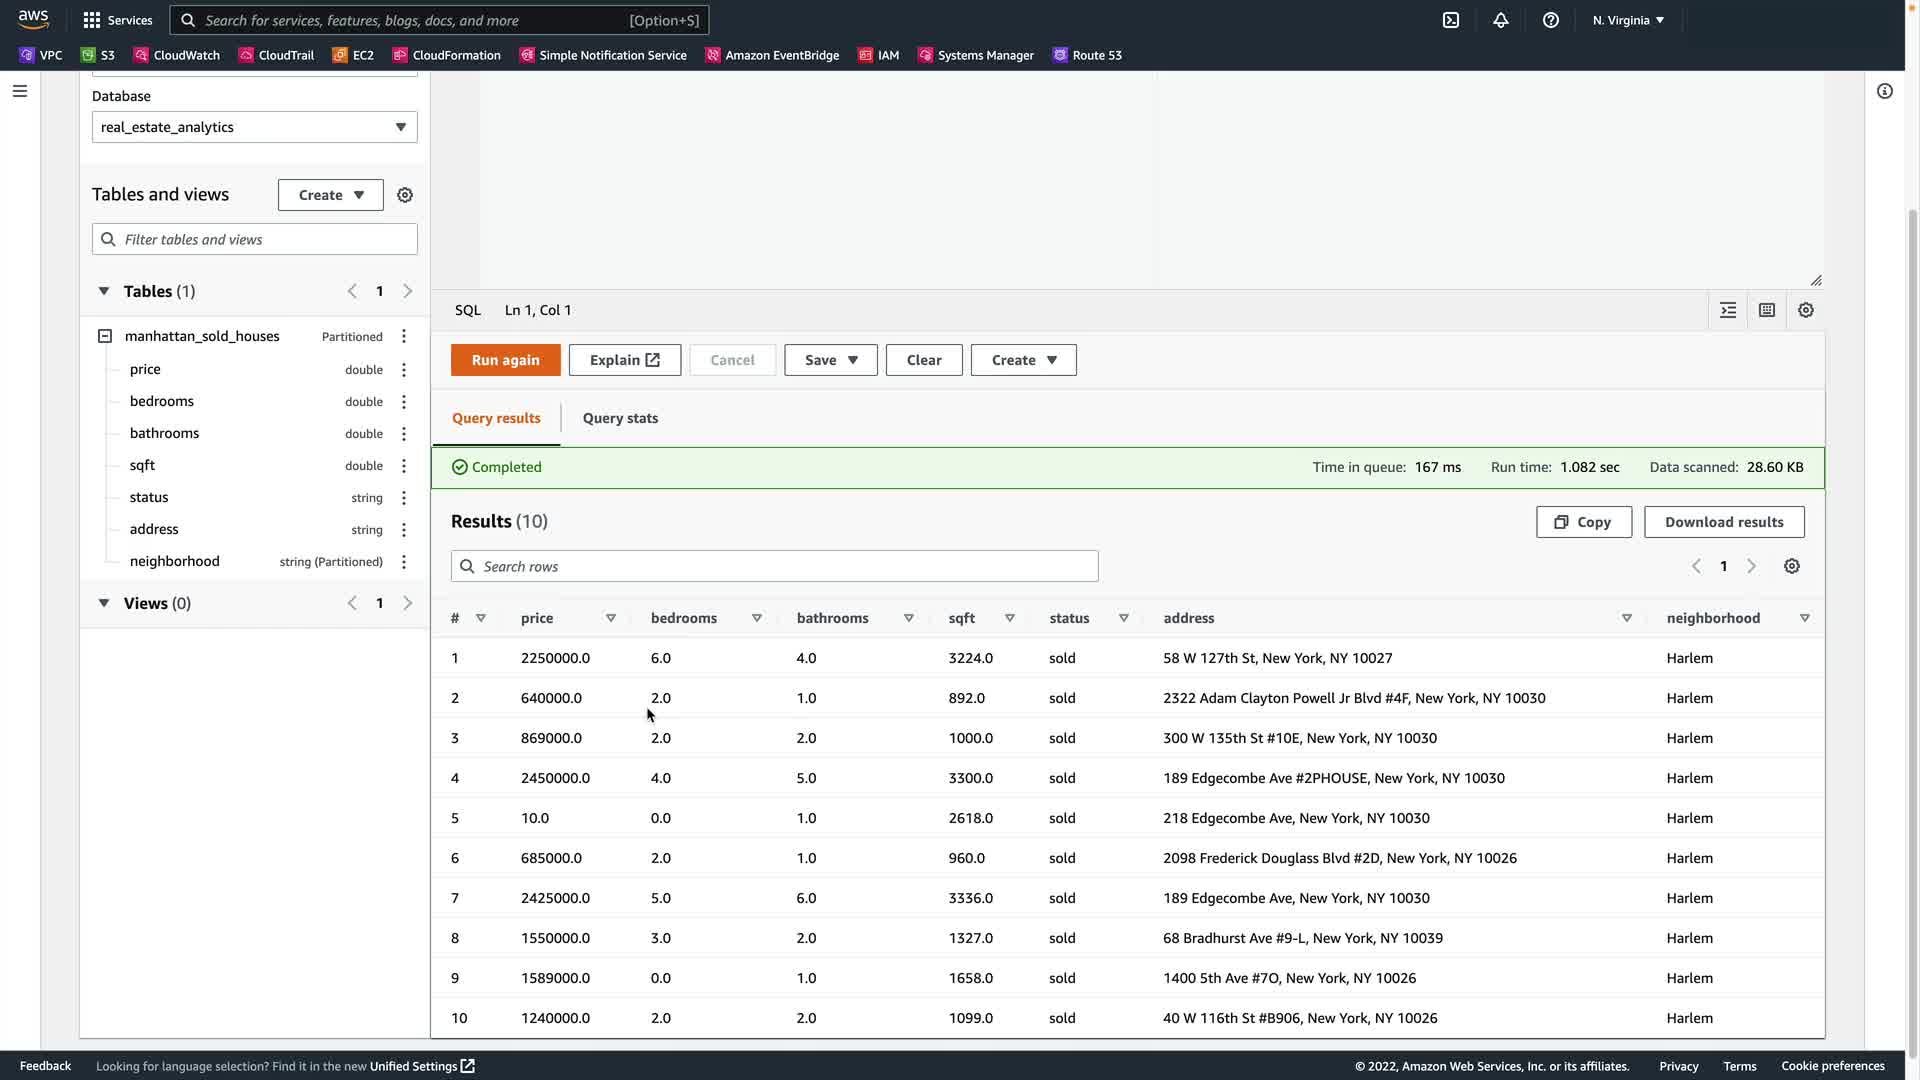 aws Services Search for services, features, blogs, docs, and more [Option+S] N. Virginia
VPC S3 CloudWatch CloudTrail EC2 CloudFormation Simple Notification Service Amazon EventBridge IAM Systems Manager Route 53
Database
real_estate_analytics
Tables and views Create
Filter tables and views
Tables (1) 1
manhattan_sold_houses Partitioned
price double
bedrooms double
bathrooms double
sqft double
status string
address string
neighborhood string (Partitioned)
Views (0) 1
SQL Ln 1, Col 1
Run again Explain Cancel Save Clear Create
Query results Query stats
Completed Time in queue: 167 ms Run time: 1.082 sec Data scanned: 28.60 KB
Results (10) Copy Download results
Search rows 1
# price bedrooms bathrooms sqft status address neighborhood
1 2250000.0 6.0 4.0 3224.0 sold 58 W 127th St, New York, NY 10027 Harlem
2 640000.0 2.0 1.0 892.0 sold 2322 Adam Clayton Powell Jr Blvd #4F, New York, NY 10030 Harlem
3 869000.0 2.0 2.0 1000.0 sold 300 W 135th St #10E, New York, NY 10030 Harlem
4 2450000.0 4.0 5.0 3300.0 sold 189 Edgecombe Ave #2PHOUSE, New York, NY 10030 Harlem
5 10.0 0.0 1.0 2618.0 sold 218 Edgecombe Ave, New York, NY 10030 Harlem
6 685000.0 2.0 1.0 960.0 sold 2098 Frederick Douglass Blvd #2D, New York, NY 10026 Harlem
7 2425000.0 5.0 6.0 3336.0 sold 189 Edgecombe Ave, New York, NY 10030 Harlem
8 1550000.0 3.0 2.0 1327.0 sold 68 Bradhurst Ave #9-L, New York, NY 10039 Harlem
9 1589000.0 0.0 1.0 1658.0 sold 1400 5th Ave #7O, New York, NY 10026 Harlem
10 1240000.0 2.0 2.0 1099.0 sold 40 W 116th St #B906, New York, NY 10026 Harlem
Feedback Looking for language selection? Find it in the new Unified Settings © 2022, Amazon Web Services, Inc. or its affiliates. Privacy Terms Cookie preferences